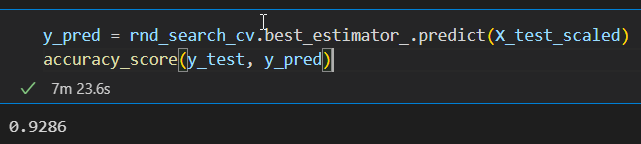 y_pred = rnd_search_cv.best_estimator_.predict(X_test_scaled)
accuracy_score(y_test, y_pred)
7m 23.6s
0.9286